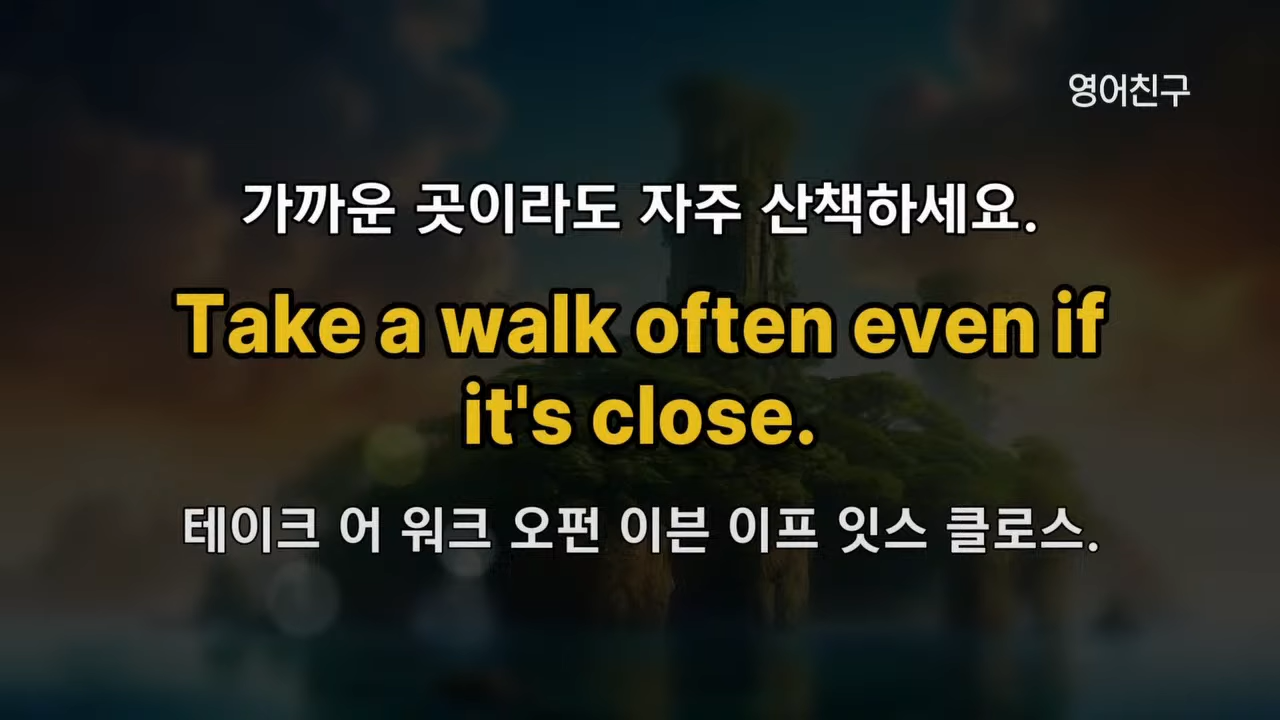 영어친구
가까운 곳이라도 자주 산책하세요.
Take a walk often even if
it's close.
테이크 어 워크 오펀 이븐 이프 잇스 클로스.